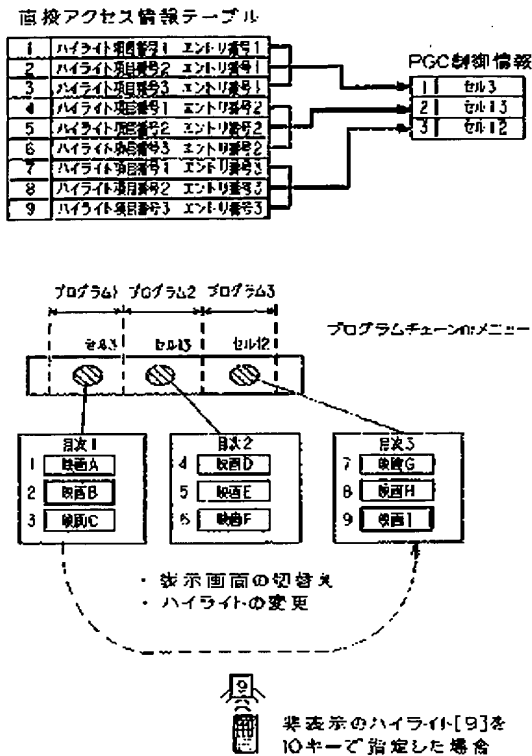 直接アクセス情報テーブル
1 ハイライト項目番号1 エントリ番号1
2 ハイライト項目番号2 エントリ番号1
3 ハイライト項目番号3 エントリ番号1
4 ハイライト項目番号1 エントリ番号2
5 ハイライト項目番号2 エントリ番号2
6 ハイライト項目番号3 エントリ番号2
7 ハイライト項目番号1 エントリ番号3
8 ハイライト項目番号2 エントリ番号3
9 ハイライト項目番号3 エントリ番号3
PGC制御情報
1 セル3
2 セル13
3 セル12
プログラム1 プログラム2 プログラム3
プログラムチェーン#nメニュー
セル3 セル13 セル12
目次1
1 映画A
2 映画B
3 映画C
目次2
4 映画D
5 映画E
6 映画F
目次3
7 映画G
8 映画H
9 映画I
・表示画面の切替え
・ハイライトの変更
9
非表示のハイライト[9]を
10キーで指定した場合